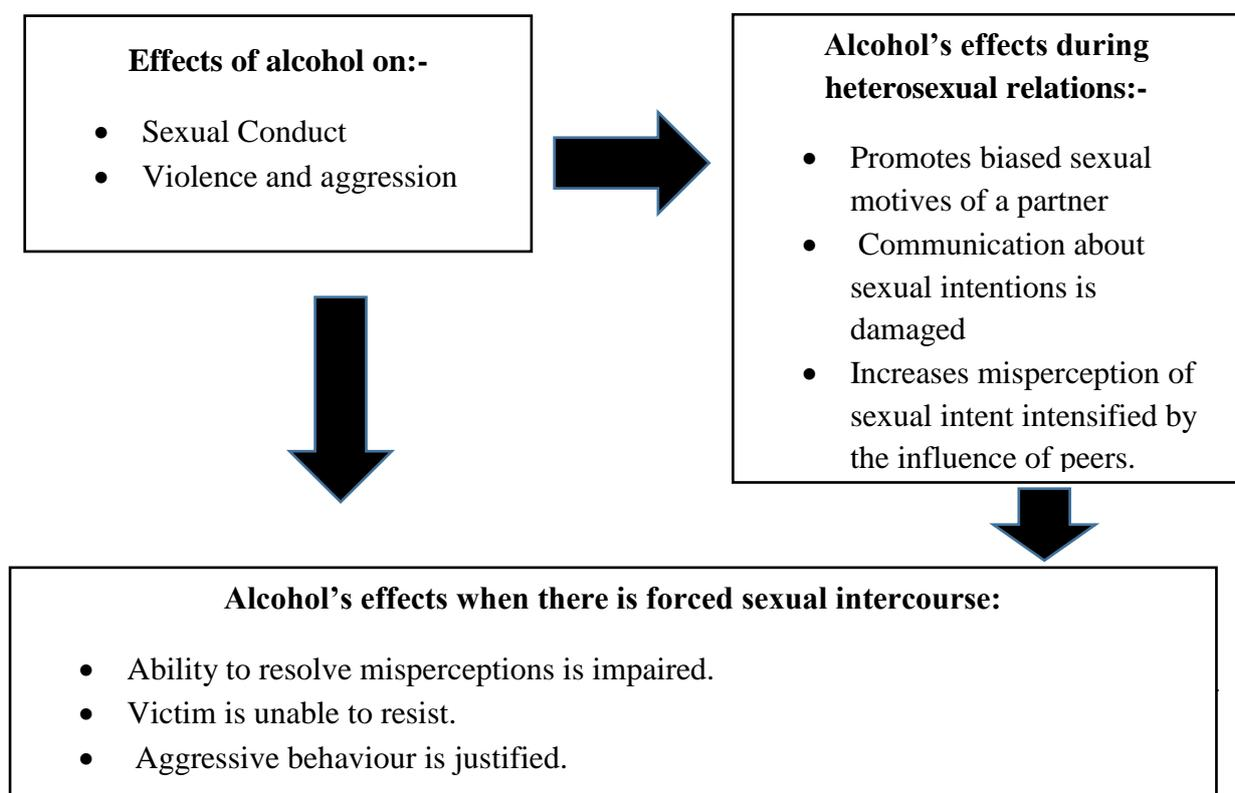 Effects of alcohol on:-
• Sexual Conduct
• Violence and aggression
Alcohol's effects during
heterosexual relations:-
• Promotes biased sexual
motives of a partner
• Communication about
sexual intentions is
damaged
• Increases misperception of
sexual intent intensified by
the influence of peers.
Alcohol's effects when there is forced sexual intercourse:
• Ability to resolve misperceptions is impaired.
• Victim is unable to resist.
• Aggressive behaviour is justified.